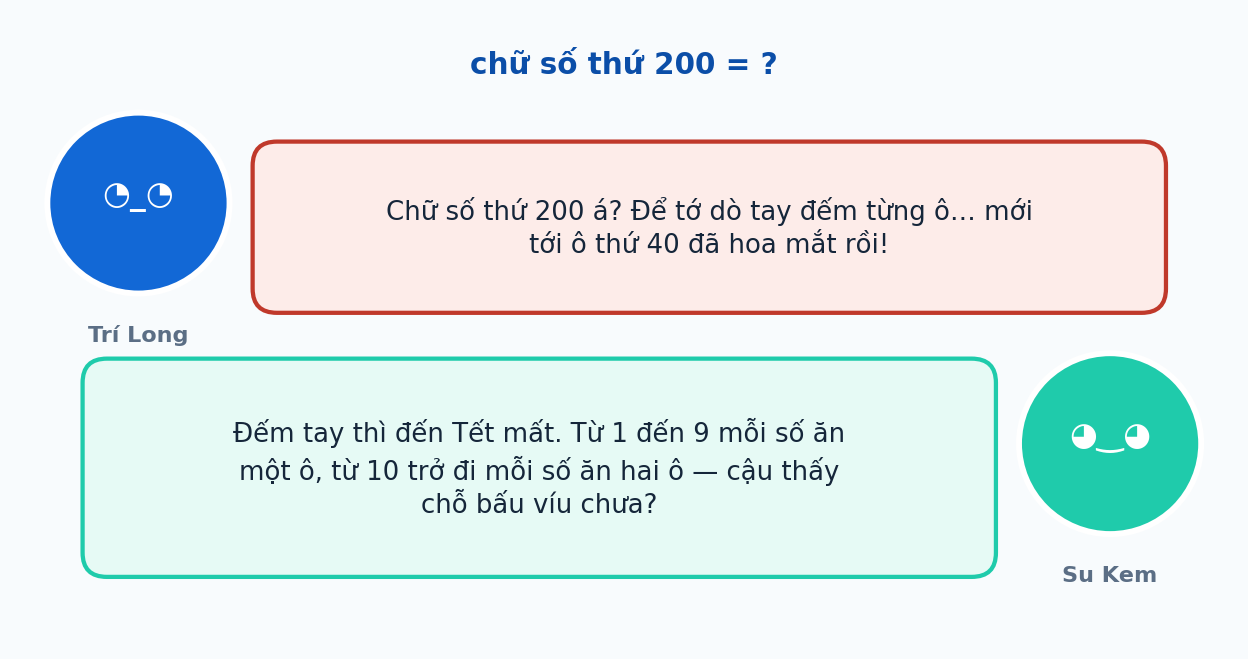 chữ số thứ 200 = ?
◔_◔
Chữ số thứ 200 á? Để tớ dò tay đếm từng ô... mới
tới ô thứ 40 đã hoa mắt rồi!
Trí Long
Đếm tay thì đến Tết mất. Từ 1 đến 9 mỗi số ăn
một ô, từ 10 trở đi mỗi số ăn hai ô — cậu thấy
chỗ bấu víu chưa?
◕‿◕
Su Kem